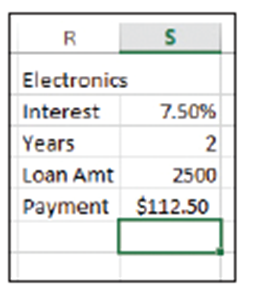 R S
Electronics
Interest 7.50%
Years 2
Loan Amt 2500
Payment $112.50